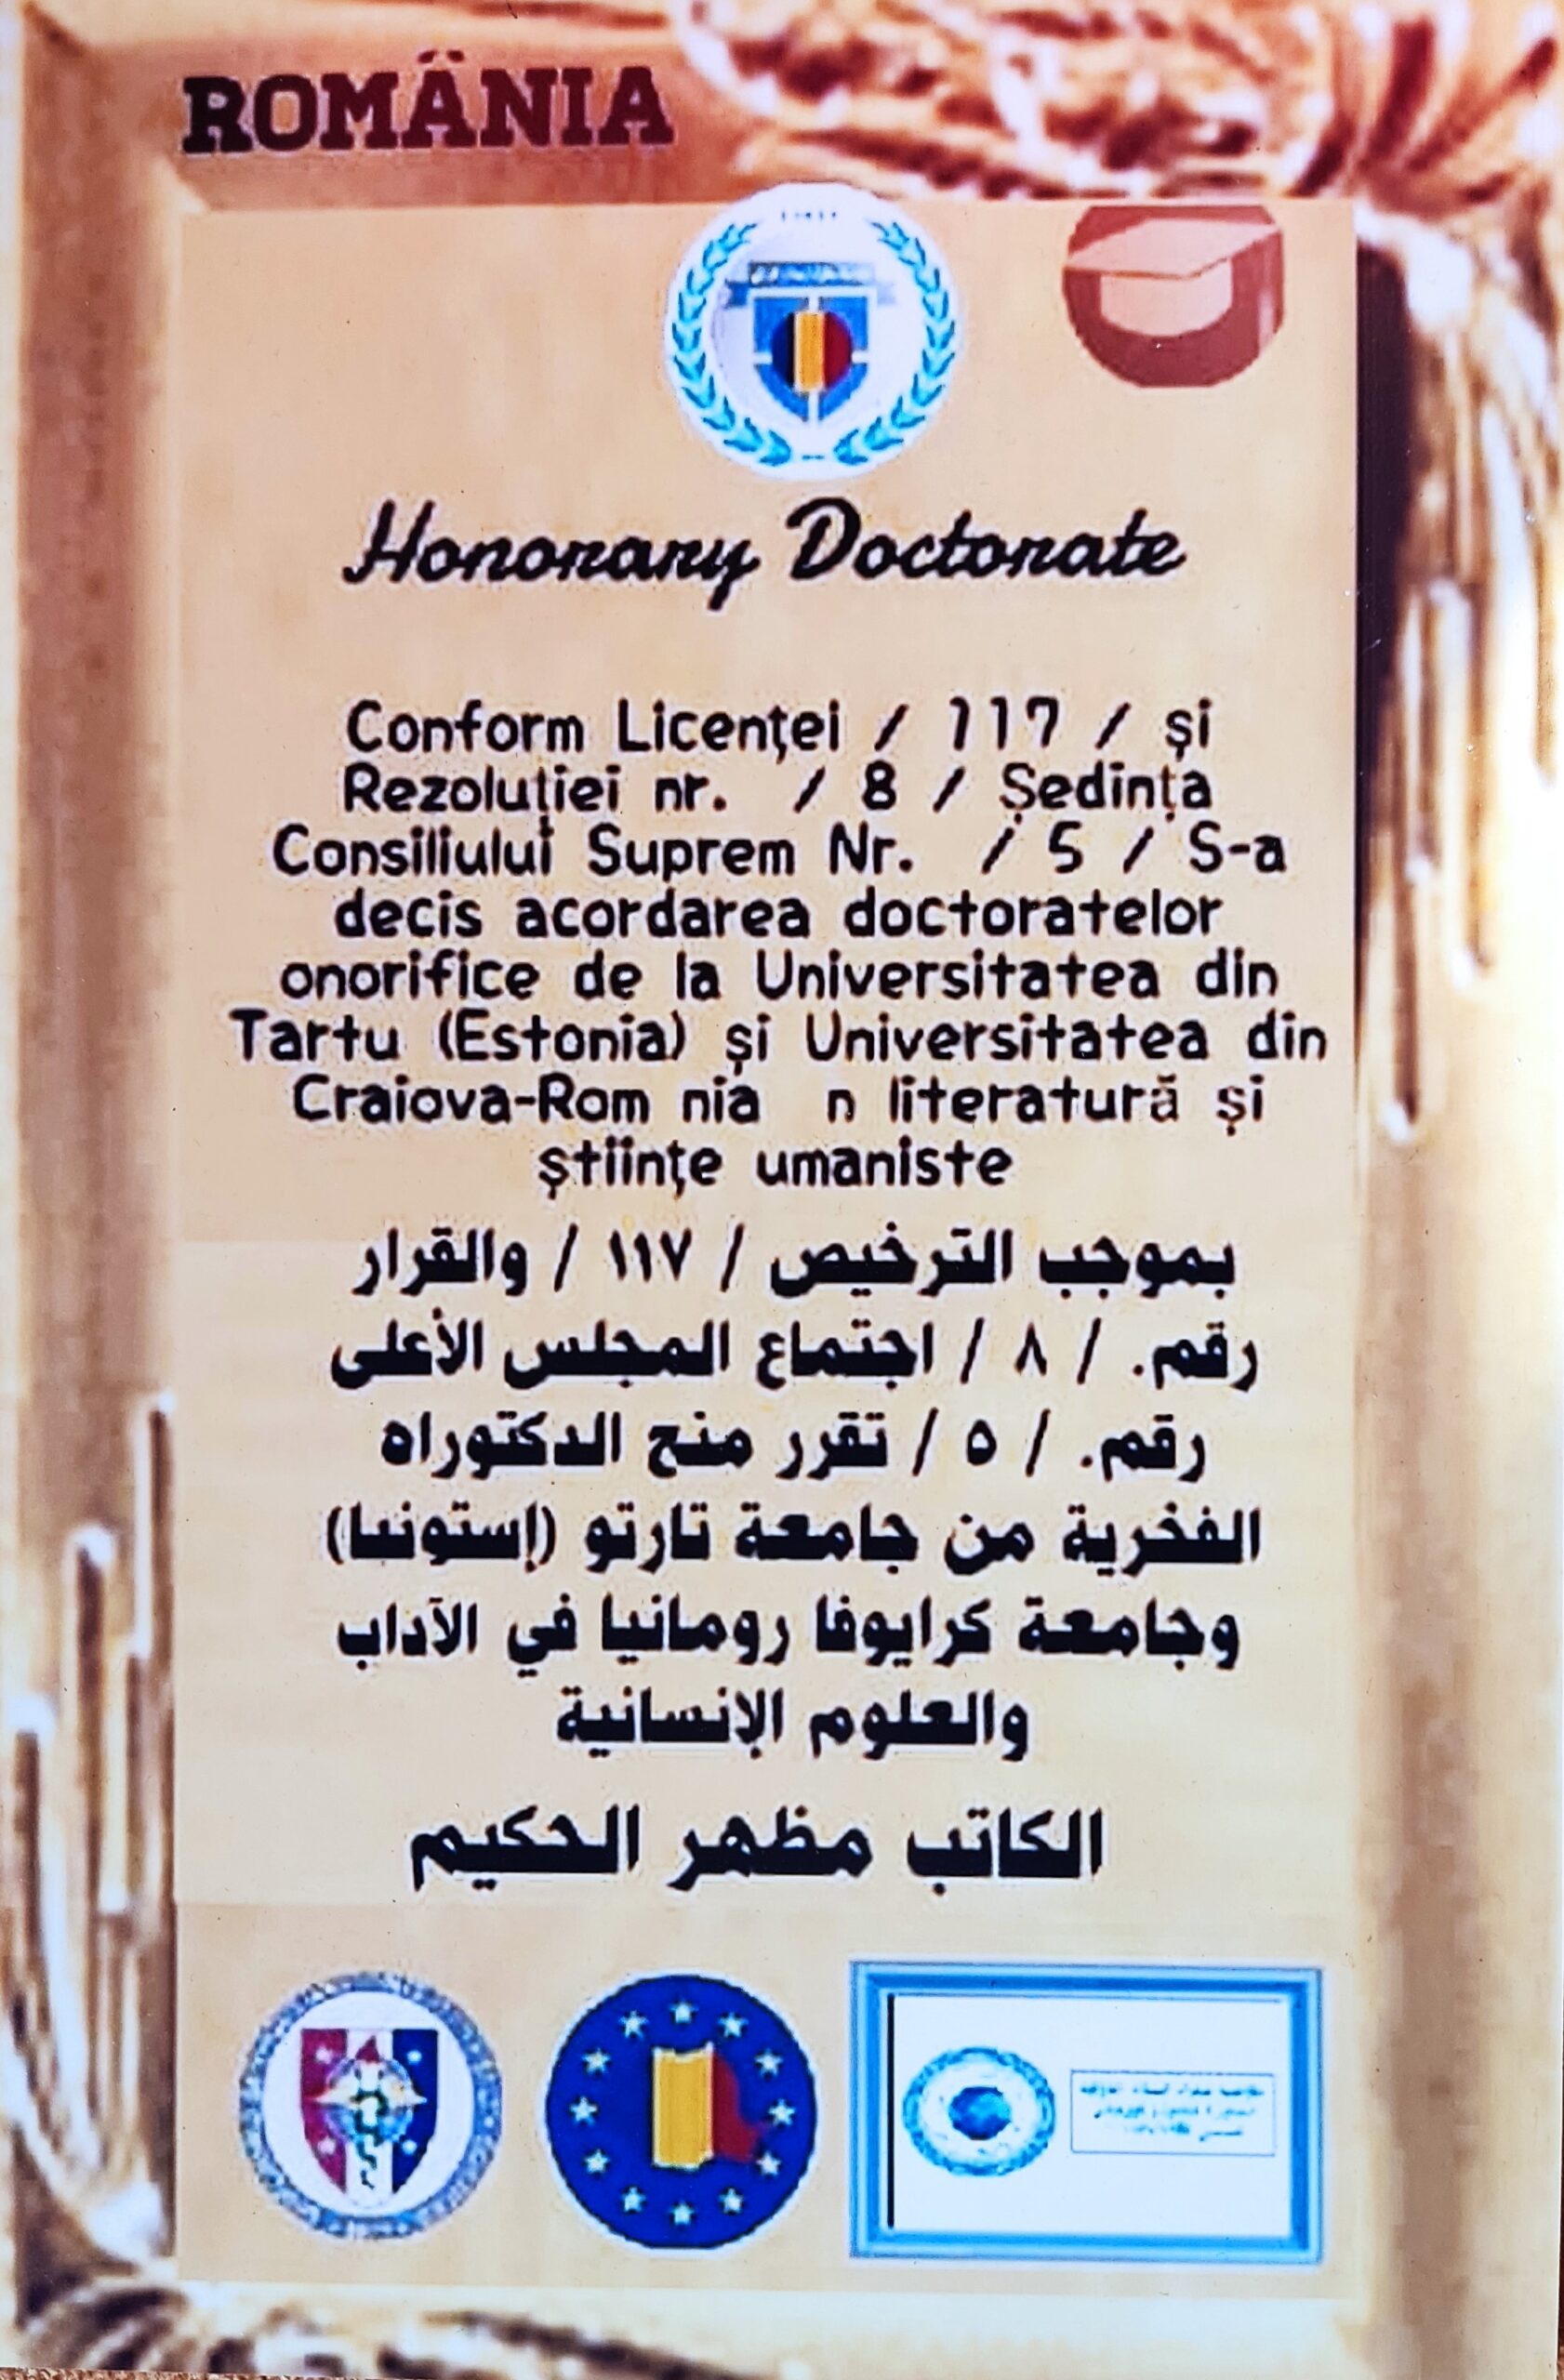 ROMÄNIA
Honorary Doctorate
Conform Licenței / 117 / și
Rezoluției nr. / 8 / Ședința
Consiliului Suprem Nr. / 5 / S-a
decis acordarea doctoratelor
onorifice de la Universitatea din
Tartu (Estonia) și Universitatea din
Craiova-Rom nia n literatură și
științe umaniste
بموجب الترخيص / ١١٧ / والقرار
رقم. / ٨ / اجتماع المجلس الأعلى
رقم. / ٥ / تقرر منح الدكتوراه
الفخرية من جامعة تارتو (إستونيا)
وجامعة كرايوفا رومانيا في الآداب
والعلوم الإنسانية
الكاتب مظهر الحكيم